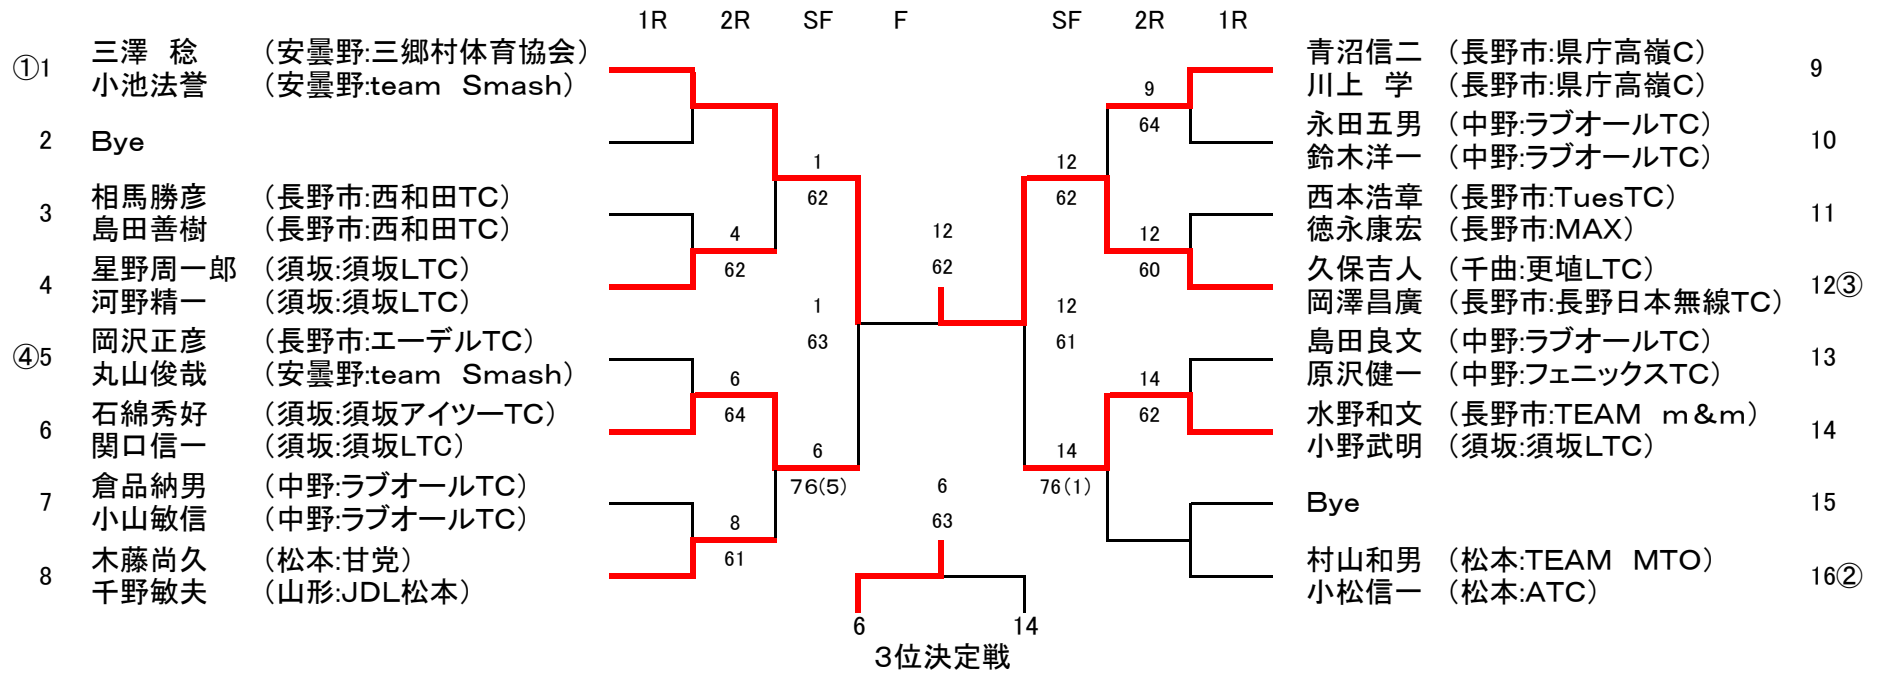 1R 2R SF F SF 2R 1R
①1 三澤 稔 (安曇野:三郷村体育協会)
小池法誉 (安曇野:team Smash)
2 Bye
3 相馬勝彦 (長野市:西和田TC)
島田善樹 (長野市:西和田TC)
4 星野周一郎 (須坂:須坂LTC)
河野精一 (須坂:須坂LTC)
④5 岡沢正彦 (長野市:エーデルTC)
丸山俊哉 (安曇野:team Smash)
6 石綿秀好 (須坂:須坂アイツーTC)
関口信一 (須坂:須坂LTC)
7 倉品納男 (中野:ラブオールTC)
小山敏信 (中野:ラブオールTC)
8 木藤尚久 (松本:甘党)
千野敏夫 (山形:JDL松本)
4
62
6
64
8
61
1
62
1
63
6
76(5)
12
62
6
63
6 14
3位決定戦
12
62
12
61
14
76(1)
9
64
12
60
14
62
青沼信二 (長野市:県庁高嶺C) 9
川上 学 (長野市:県庁高嶺C)
永田五男 (中野:ラブオールTC) 10
鈴木洋一 (中野:ラブオールTC)
西本浩章 (長野市:TuesTC) 11
徳永康宏 (長野市:MAX)
久保吉人 (千曲:更埴LTC) 12③
岡澤昌廣 (長野市:長野日本無線TC)
島田良文 (中野:ラブオールTC) 13
原沢健一 (中野:フェニックスTC)
水野和文 (長野市:TEAM m&m) 14
小野武明 (須坂:須坂LTC)
Bye 15
村山和男 (松本:TEAM MTO) 16②
小松信一 (松本:ATC)